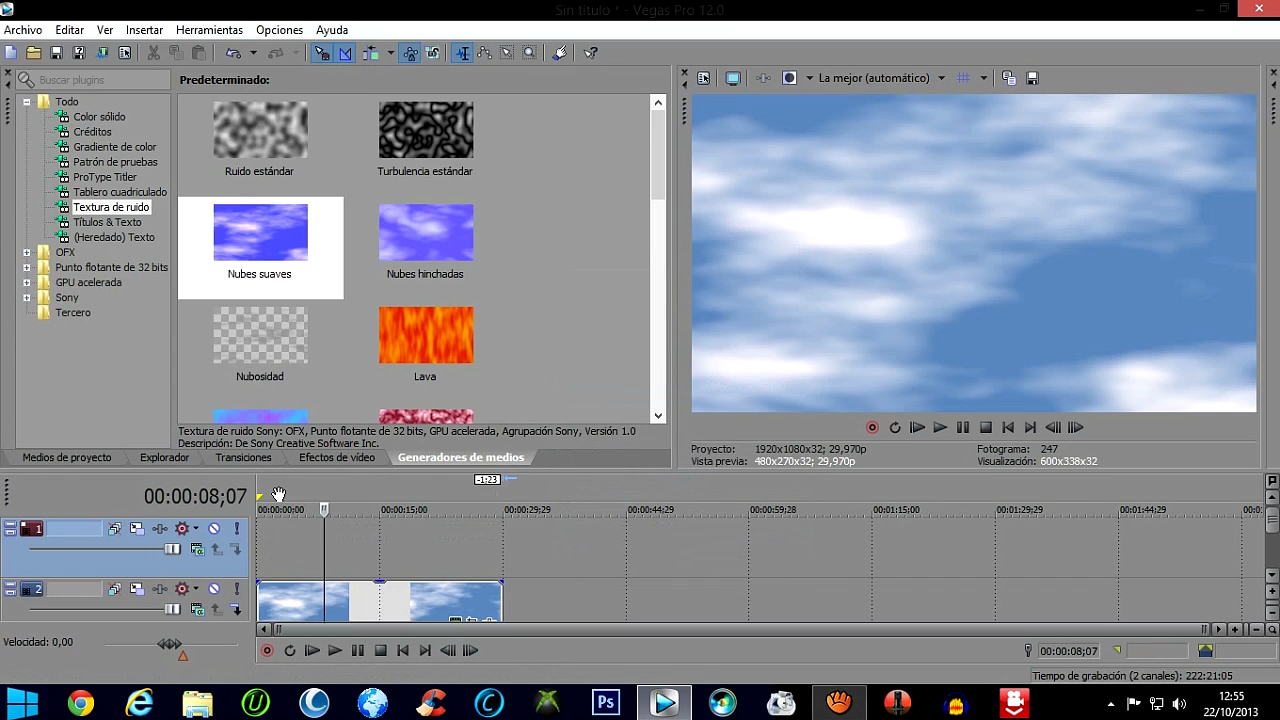 Sin título * - Vegas Pro 12.0
Archivo Editar Ver Insertar Herramientas Opciones Ayuda
Buscar plugins
Todo
Color sólido
Créditos
Gradiente de color
Patrón de pruebas
ProType Titler
Tablero cuadriculado
Textura de ruido
Títulos & Texto
(Heredado) Texto
OFX
Punto flotante de 32 bits
GPU acelerada
Sony
Tercero
Predeterminado:
Ruido estándar
Turbulencia estándar
Nubes suaves
Nubes hinchadas
Nubosidad
Lava
Textura de ruido Sony: OFX, Punto flotante de 32 bits, GPU acelerada, Agrupación Sony, Versión 1.0
Descripción: De Sony Creative Software Inc.
Medios de proyecto Explorador Transiciones Efectos de vídeo Generadores de medios
La mejor (automático)
Proyecto: 1920x1080x32; 29,970p
Vista previa: 480x270x32; 29,970p
Fotograma: 247
Visualización: 600x338x32
00:00:08;07
-1:23
00:00:00;00 00:00:15;00 00:00:29;29 00:00:44;29 00:00:59;28 00:01:15;00 00:01:29;29 00:01:44;29 00:0
1
2
Velocidad: 0,00
00:00:08;07
Tiempo de grabación (2 canales): 222:21:05
Ps
12:55
22/10/2013